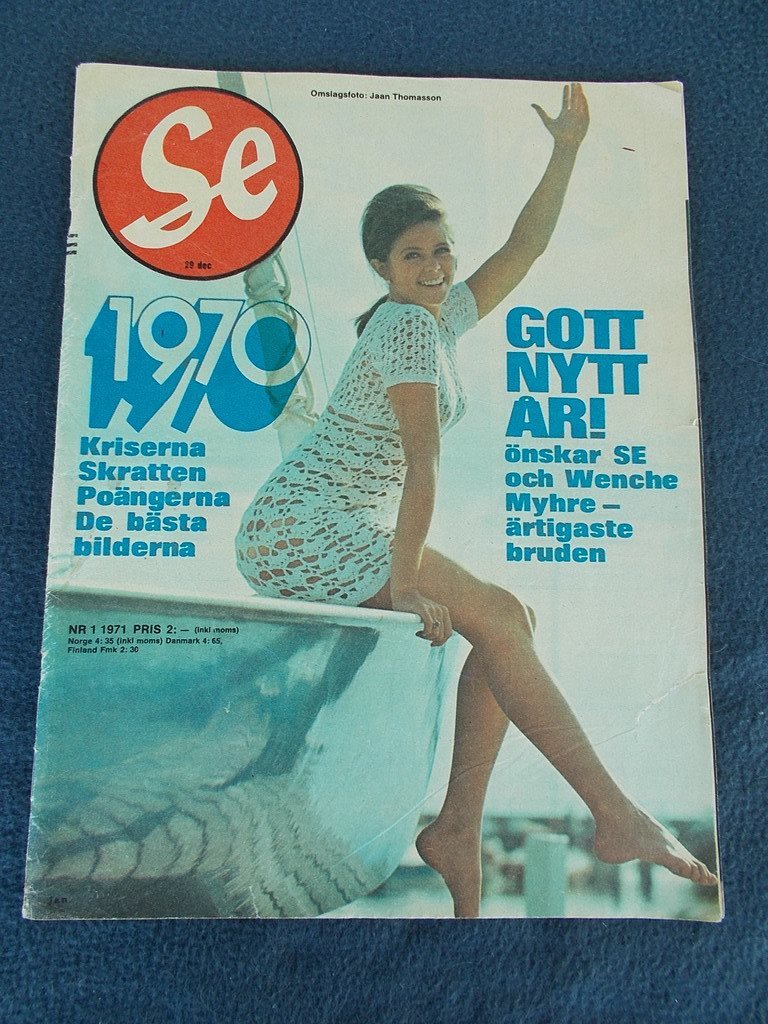 Omslagsfoto: Jaan Thomasson
Se
29 dec
1970
Kriserna
Skratten
Poängerna
De bästa
bilderna
GOTT
NYTT
ÅR!
önskar SE
och Wenche
Myhre –
ärtigaste
bruden
NR 1 1971 PRIS 2: — (inkl moms)
Norge 4: 35 (inkl moms) Danmark 4: 65,
Finland Fmk 2: 30